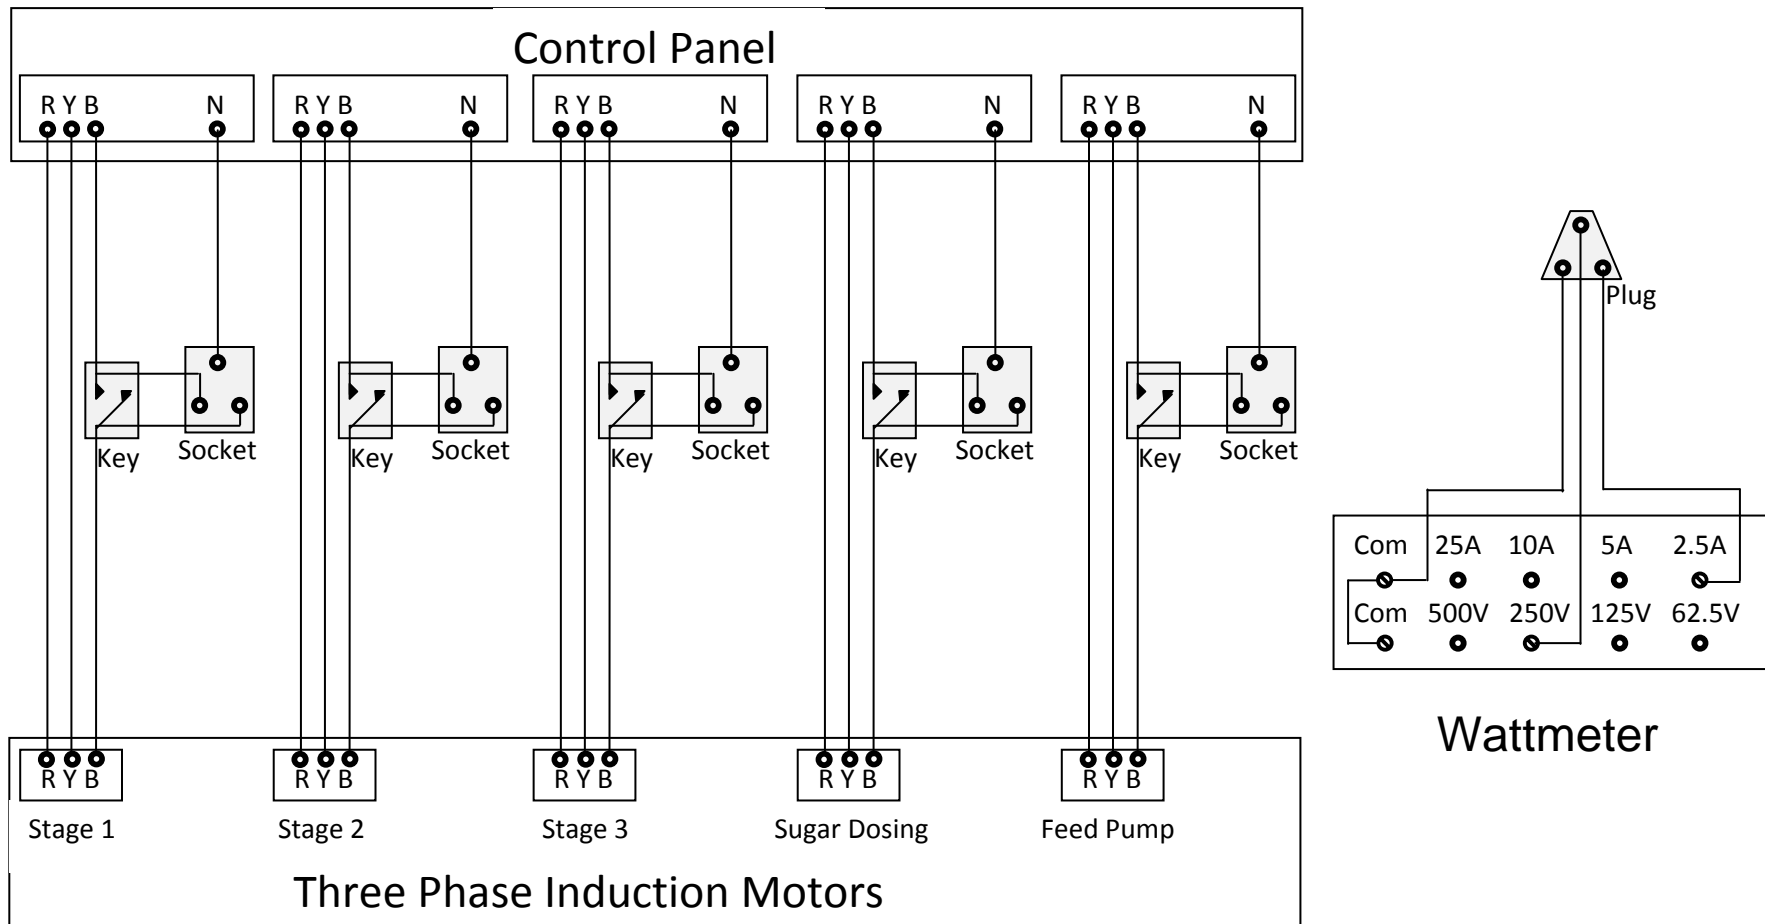 Control Panel
R Y B N R Y B N R Y B N R Y B N R Y B N
Plug
Key Socket Key Socket Key Socket Key Socket Key Socket
Com 25A 10A 5A 2.5A
Com 500V 250V 125V 62.5V
Wattmeter
R Y B R Y B R Y B R Y B R Y B
Stage 1 Stage 2 Stage 3 Sugar Dosing Feed Pump
Three Phase Induction Motors